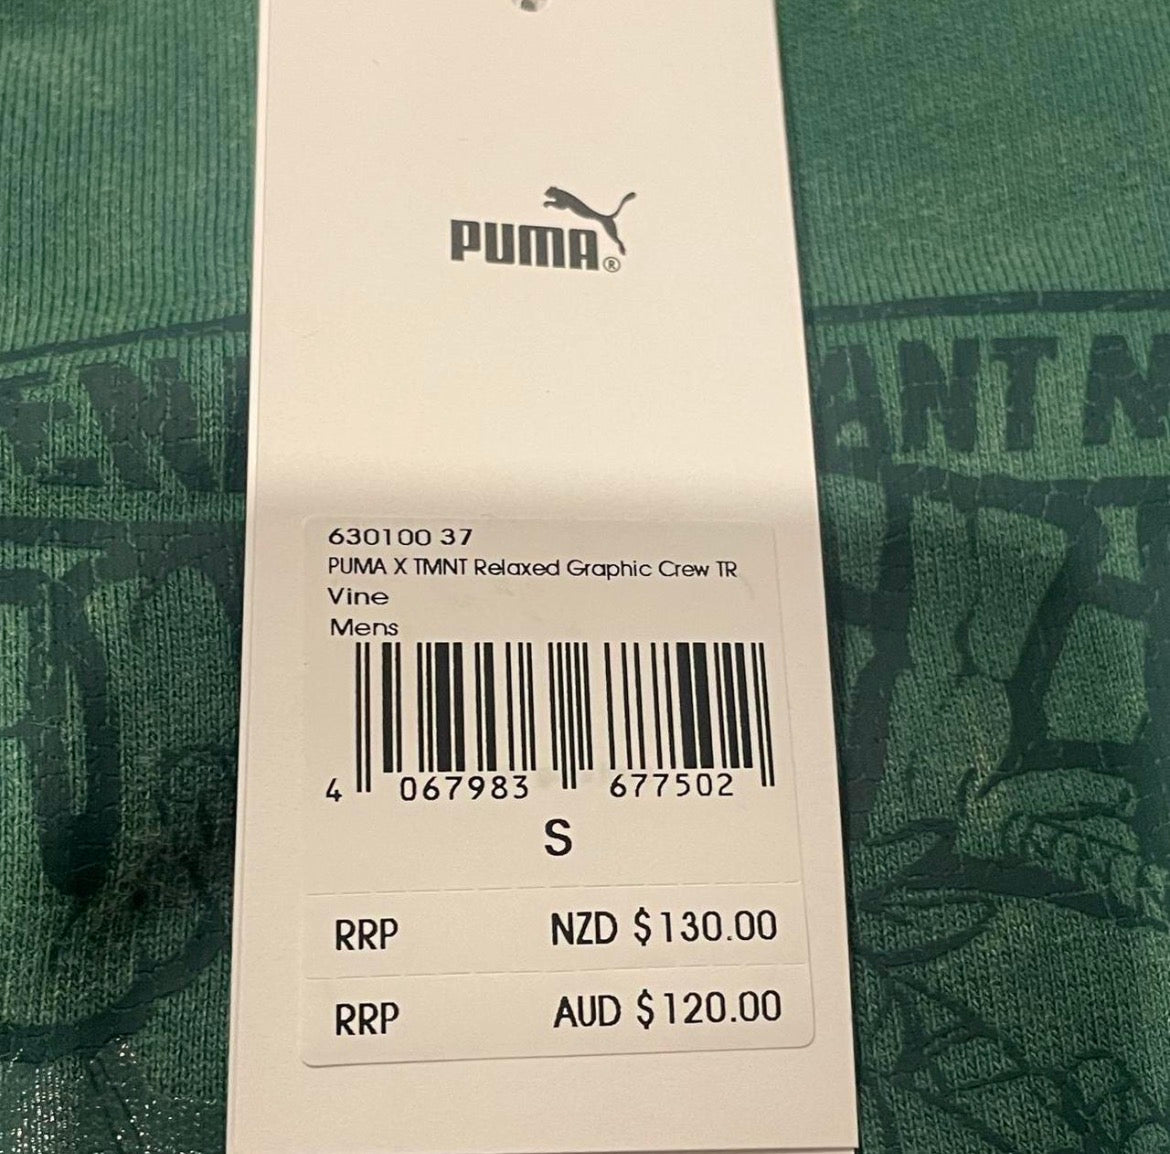 PUMA®
630100 37
PUMA X TMNT Relaxed Graphic Crew TR
Vine
Mens
4 067983 677502
S
RRP NZD $130.00
RRP AUD $120.00